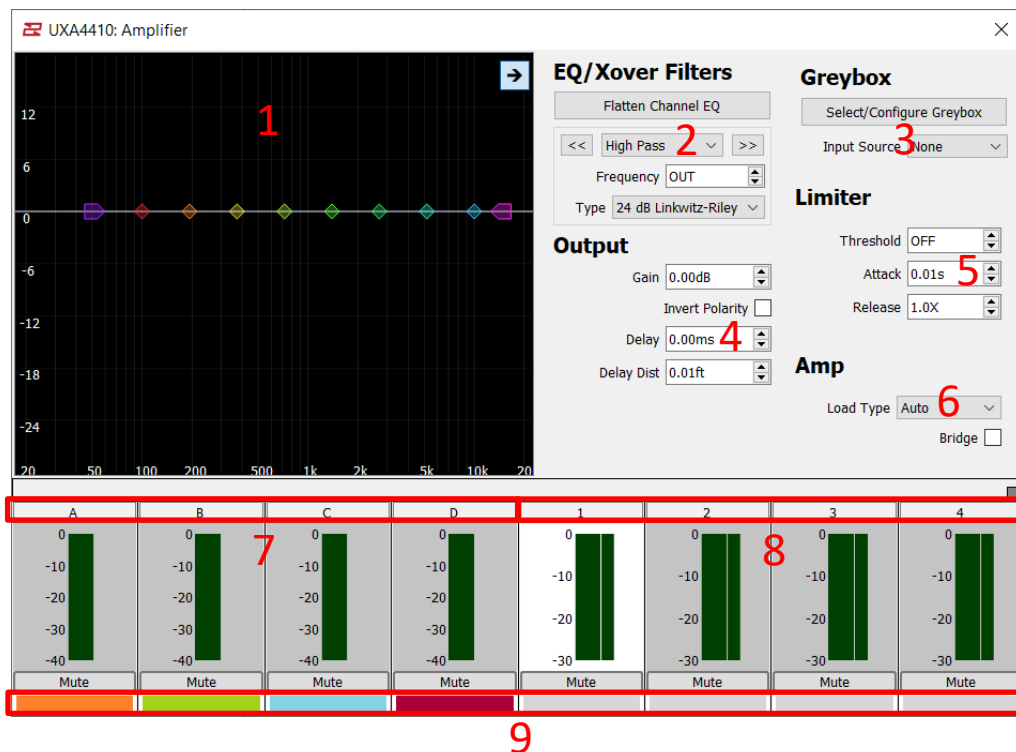 UXA4410: Amplifier
EQ/Xover Filters
Flatten Channel EQ
<< High Pass >>
2
Frequency OUT
Type 24 dB Linkwitz-Riley
Output
Gain 0.00dB
Invert Polarity
Delay 0.00ms
4
Delay Dist 0.01ft
Greybox
Select/Configure Greybox
Input Source None
3
Limiter
Threshold OFF
Attack 0.01s
5
Release 1.0X
Amp
Load Type Auto
6
Bridge
1
12
6
0
-6
-12
-18
-24
20 50 100 200 500 1k 2k 5k 10k 20
A B C D 1 2 3 4
7 8
0 0 0 0 0 0 0 0
-10 -10 -10 -10 -10 -10 -10 -10
-20 -20 -20 -20 -20 -20 -20 -20
-30 -30 -30 -30 -30 -30 -30 -30
-40 -40 -40 -40
Mute Mute Mute Mute Mute Mute Mute Mute
9